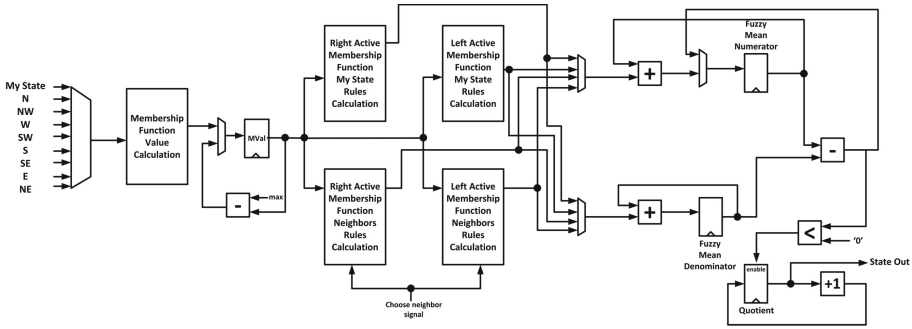 My State
N
NW
W
SW
S
SE
E
NE
Membership
Function
Value
Calculation
MVal
-
max
Right Active
Membership
Function
My State
Rules
Calculation
Left Active
Membership
Function
My State
Rules
Calculation
Right Active
Membership
Function
Neighbors
Rules
Calculation
Left Active
Membership
Function
Neighbors
Rules
Calculation
Choose neighbor
signal
+
Fuzzy
Mean
Numerator
+
Fuzzy
Mean
Denominator
-
<
'0'
enable
Quotient
+1
State Out